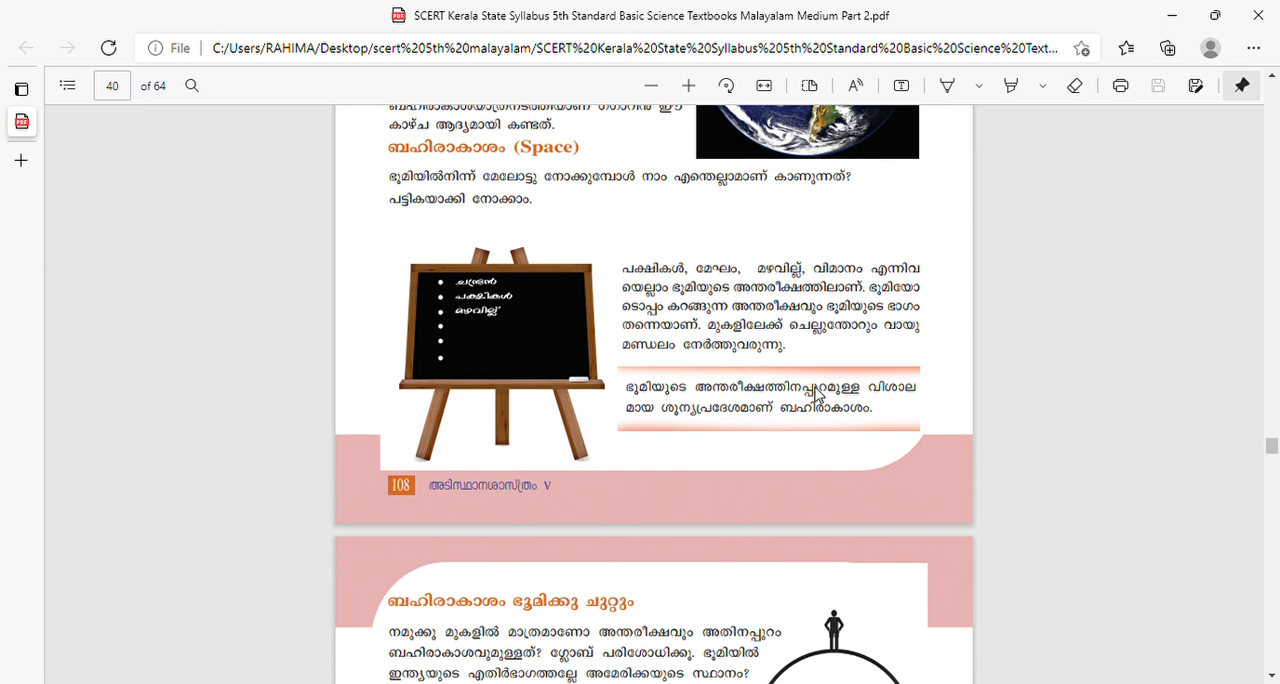 SCERT Kerala State Syllabus 5th Standard Basic Science Textbooks Malayalam Medium Part 2.pdf
File | C:/Users/RAHIMA/Desktop/scert%205th%20malayalam/SCERT%20Kerala%20State%20Syllabus%205th%20Standard%20Basic%20Science%20Text...
40 of 64
കാഴ്ച ആദ്യമായി കണ്ടത്.
ബഹിരാകാശം (Space)
ഭൂമിയിൽനിന്ന് മേലോട്ടു നോക്കുമ്പോൾ നാം എന്തെല്ലാമാണ് കാണുന്നത്?
പട്ടികയാക്കി നോക്കാം.
ചന്ദ്രൻ
പക്ഷികൾ
മഴവില്ല്
പക്ഷികൾ, മേഘം, മഴവില്ല്, വിമാനം എന്നിവ
യെല്ലാം ഭൂമിയുടെ അന്തരീക്ഷത്തിലാണ്. ഭൂമിയോ
ടൊപ്പം കറങ്ങുന്ന അന്തരീക്ഷവും ഭൂമിയുടെ ഭാഗം
തന്നെയാണ്. മുകളിലേക്ക് ചെല്ലുന്തോറും വായു
മണ്ഡലം നേർത്തുവരുന്നു.
ഭൂമിയുടെ അന്തരീക്ഷത്തിനപ്പുറമുള്ള വിശാല
മായ ശൂന്യപ്രദേശമാണ് ബഹിരാകാശം.
108 അടിസ്ഥാനശാസ്ത്രം V
ബഹിരാകാശം ഭൂമിക്കു ചുറ്റും
നമുക്കു മുകളിൽ മാത്രമാണോ അന്തരീക്ഷവും അതിനപ്പുറം
ബഹിരാകാശവുമുള്ളത്? ഗ്ലോബ് പരിശോധിക്കൂ. ഭൂമിയിൽ
ഇന്ത്യയുടെ എതിർഭാഗത്തല്ലേ അമേരിക്കയുടെ സ്ഥാനം?